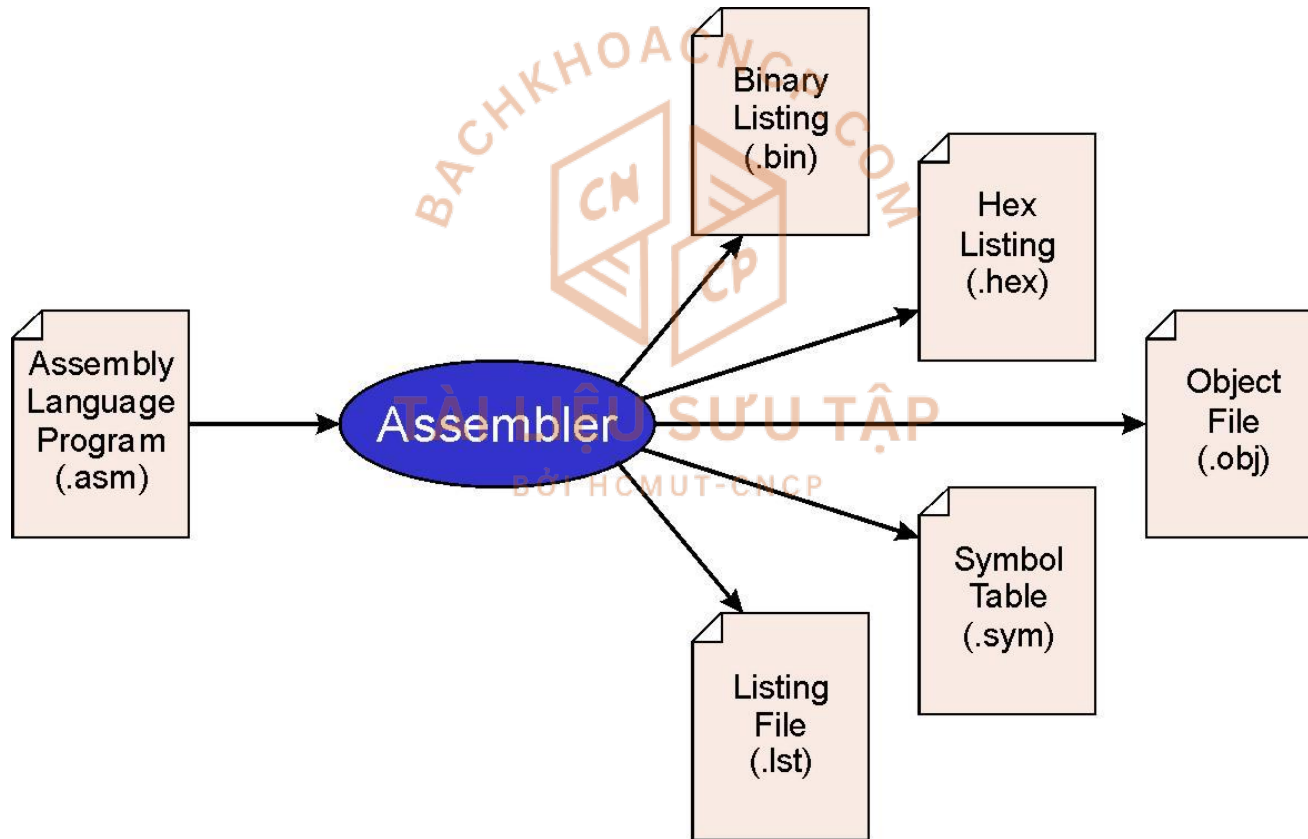 BACHKHOACNCP.COM
CN
CP
TÀI LIỆU SƯU TẬP
BỞI HCMUT-CNCP
Assembly
Language
Program
(.asm)
Assembler
Binary
Listing
(.bin)
Hex
Listing
(.hex)
Object
File
(.obj)
Symbol
Table
(.sym)
Listing
File
(.lst)